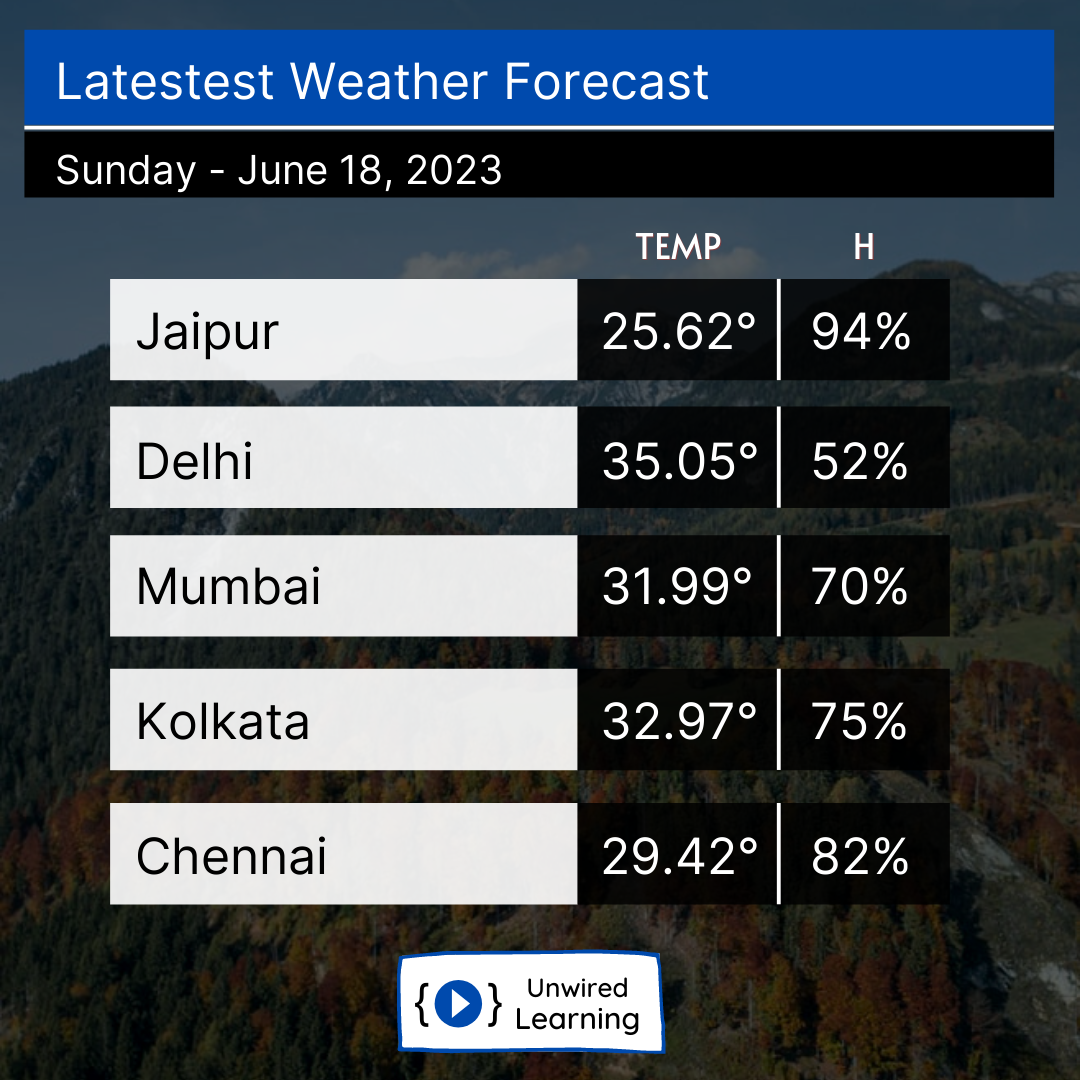 Latestest Weather Forecast
Sunday - June 18, 2023
TEMP H
Jaipur 25.62° 94%
Delhi 35.05° 52%
Mumbai 31.99° 70%
Kolkata 32.97° 75%
Chennai 29.42° 82%
{ } Unwired
Learning